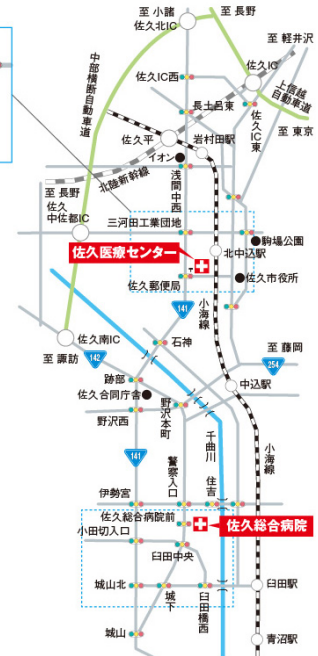 至 小諸
至 長野
佐久北IC
至 軽井沢
中部横断自動車道
佐久IC
佐久IC西
上信越
自動車道
長土呂東
佐久IC東
至 東京
佐久平
岩村田駅
イオン
北陸新幹線
浅間中西
至 長野
佐久
中佐都IC
三河田工業団地
駒場公園
佐久医療センター
北中込駅
佐久市役所
佐久郵便局
小海線
141
佐久南IC
石神
至 藤岡
142
254
至 諏訪
跡部
中込駅
佐久合同庁舎
野沢本町
野沢西
千曲川
小海線
141
警察入口
住吉
伊勢宮
佐久総合病院前
佐久総合病院
小田切入口
臼田中央
城山北
城下
臼田橋西
臼田駅
城山
青沼駅